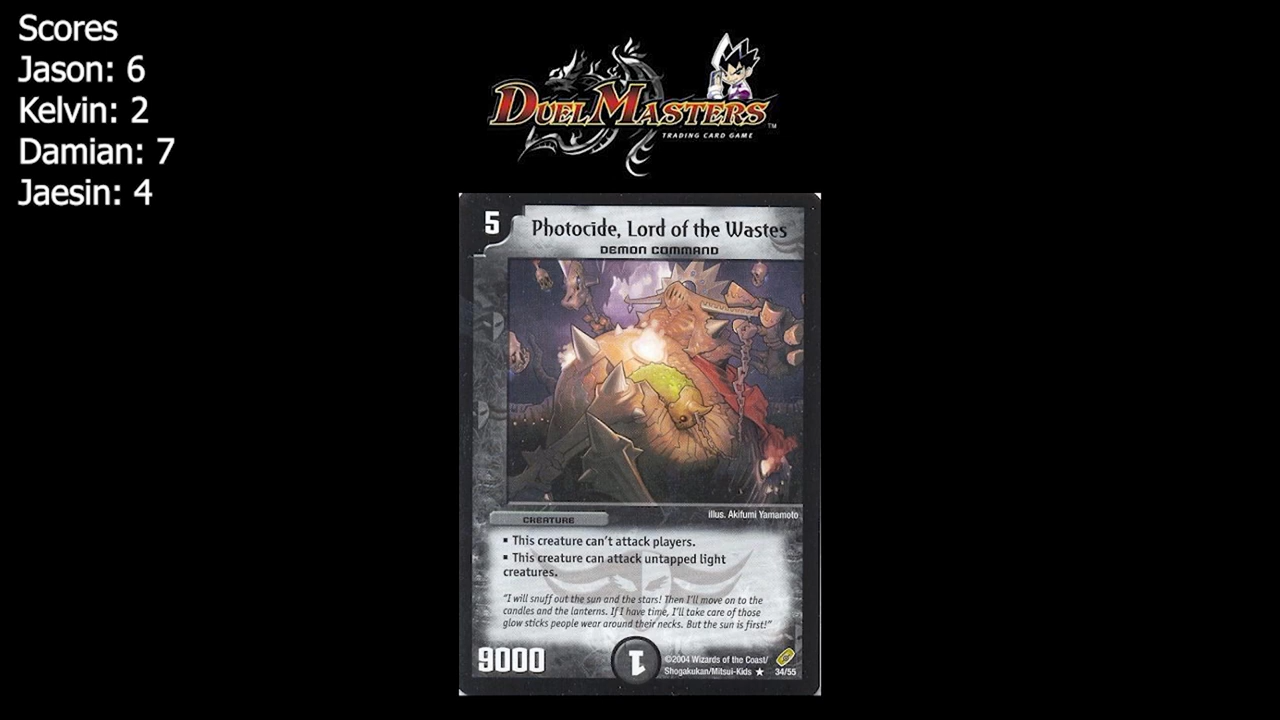 Scores
Jason: 6
Kelvin: 2
Damian: 7
Jaesin: 4
DUEL MASTERS™
TRADING CARD GAME
5
Photocide, Lord of the Wastes
DEMON COMMAND
illus. Akifumi Yamamoto
CREATURE
▪ This creature can't attack players.
▪ This creature can attack untapped light
creatures.
"I will snuff out the sun and the stars! Then I'll move on to the
candles and the lanterns. If I have time, I'll take care of those
glow sticks people wear around their necks. But the sun is first!"
9000
1
©2004 Wizards of the Coast/
Shogakukan/Mitsui-Kids ★ 34/55